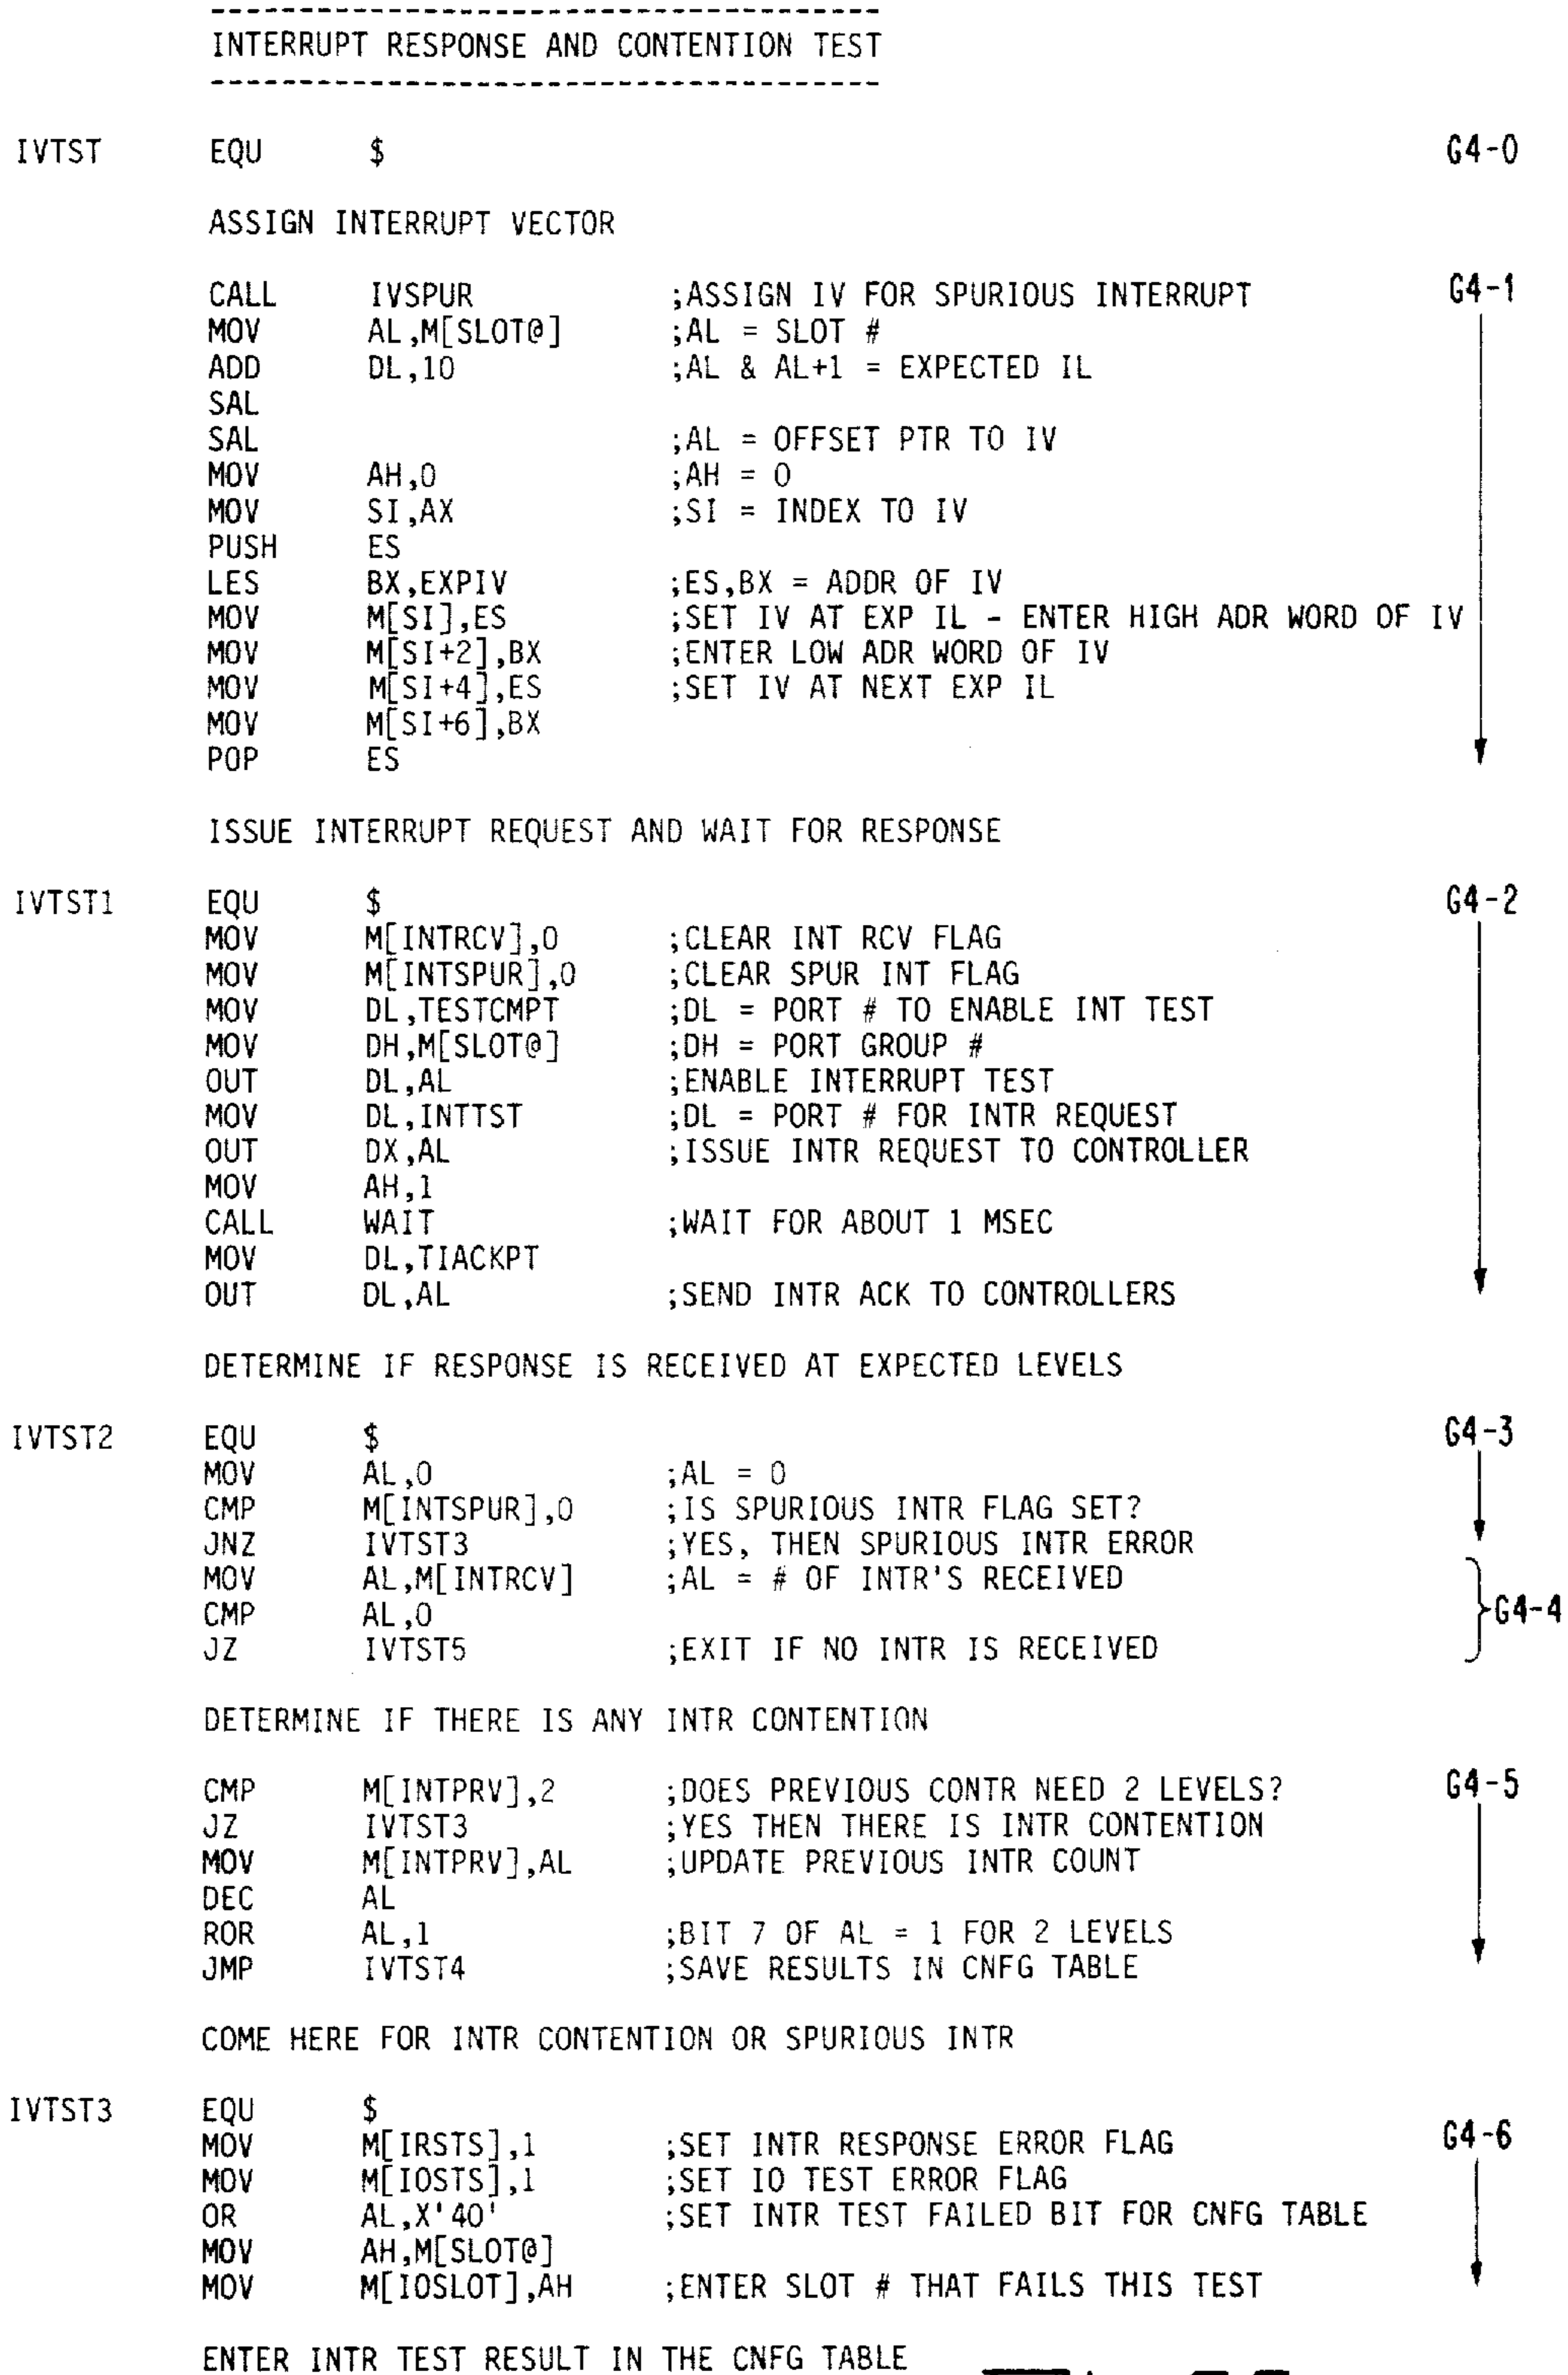 ------------------------------------
INTERRUPT RESPONSE AND CONTENTION TEST
------------------------------------
IVTST EQU $ G4-0
ASSIGN INTERRUPT VECTOR
CALL IVSPUR ;ASSIGN IV FOR SPURIOUS INTERRUPT G4-1
MOV AL,M[SLOT@] ;AL = SLOT #
ADD DL,10 ;AL & AL+1 = EXPECTED IL
SAL
SAL ;AL = OFFSET PTR TO IV
MOV AH,0 ;AH = 0
MOV SI,AX ;SI = INDEX TO IV
PUSH ES
LES BX,EXPIV ;ES,BX = ADDR OF IV
MOV M[SI],ES ;SET IV AT EXP IL - ENTER HIGH ADR WORD OF IV
MOV M[SI+2],BX ;ENTER LOW ADR WORD OF IV
MOV M[SI+4],ES ;SET IV AT NEXT EXP IL
MOV M[SI+6],BX
POP ES
ISSUE INTERRUPT REQUEST AND WAIT FOR RESPONSE
IVTST1 EQU $ G4-2
MOV M[INTRCV],0 ;CLEAR INT RCV FLAG
MOV M[INTSPUR],0 ;CLEAR SPUR INT FLAG
MOV DL,TESTCMPT ;DL = PORT # TO ENABLE INT TEST
MOV DH,M[SLOT@] ;DH = PORT GROUP #
OUT DL,AL ;ENABLE INTERRUPT TEST
MOV DL,INTTST ;DL = PORT # FOR INTR REQUEST
OUT DX,AL ;ISSUE INTR REQUEST TO CONTROLLER
MOV AH,1
CALL WAIT ;WAIT FOR ABOUT 1 MSEC
MOV DL,TIACKPT
OUT DL,AL ;SEND INTR ACK TO CONTROLLERS
DETERMINE IF RESPONSE IS RECEIVED AT EXPECTED LEVELS
IVTST2 EQU $ G4-3
MOV AL,0 ;AL = 0
CMP M[INTSPUR],0 ;IS SPURIOUS INTR FLAG SET?
JNZ IVTST3 ;YES, THEN SPURIOUS INTR ERROR
MOV AL,M[INTRCV] ;AL = # OF INTR'S RECEIVED
CMP AL,0 G4-4
JZ IVTST5 ;EXIT IF NO INTR IS RECEIVED
DETERMINE IF THERE IS ANY INTR CONTENTION
CMP M[INTPRV],2 ;DOES PREVIOUS CONTR NEED 2 LEVELS? G4-5
JZ IVTST3 ;YES THEN THERE IS INTR CONTENTION
MOV M[INTPRV],AL ;UPDATE PREVIOUS INTR COUNT
DEC AL
ROR AL,1 ;BIT 7 OF AL = 1 FOR 2 LEVELS
JMP IVTST4 ;SAVE RESULTS IN CNFG TABLE
COME HERE FOR INTR CONTENTION OR SPURIOUS INTR
IVTST3 EQU $
MOV M[IRSTS],1 ;SET INTR RESPONSE ERROR FLAG G4-6
MOV M[IOSTS],1 ;SET IO TEST ERROR FLAG
OR AL,X'40' ;SET INTR TEST FAILED BIT FOR CNFG TABLE
MOV AH,M[SLOT@]
MOV M[IOSLOT],AH ;ENTER SLOT # THAT FAILS THIS TEST
ENTER INTR TEST RESULT IN THE CNFG TABLE